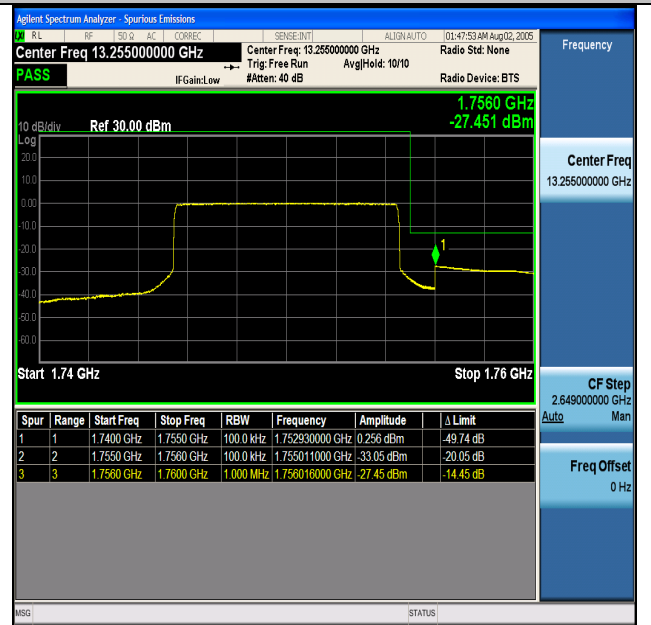 Agilent Spectrum Analyzer - Spurious Emissions
RL RF 50 Ω AC CORREC SENSE:INT ALIGN AUTO 01:47:53 AM Aug 02, 2005
Center Freq 13.255000000 GHz
Center Freq: 13.255000000 GHz
Radio Std: None
Trig: Free Run Avg|Hold: 10/10
PASS
IFGain:Low
#Atten: 40 dB
Radio Device: BTS
1.7560 GHz
-27.451 dBm
10 dB/div Ref 30.00 dBm
Log
20.0
10.0
0.00
-10.0
-20.0
-30.0
-40.0
-50.0
-60.0
1
Start 1.74 GHz Stop 1.76 GHz
Spur Range Start Freq Stop Freq RBW Frequency Amplitude Δ Limit
1 1 1.7400 GHz 1.7550 GHz 100.0 kHz 1.752930000 GHz 0.256 dBm -49.74 dB
2 2 1.7550 GHz 1.7560 GHz 100.0 kHz 1.755011000 GHz -33.05 dBm -20.05 dB
3 3 1.7560 GHz 1.7600 GHz 1.000 MHz 1.756016000 GHz -27.45 dBm -14.45 dB
MSG STATUS
Frequency
Center Freq
13.255000000 GHz
CF Step
2.649000000 GHz
Auto Man
Freq Offset
0 Hz